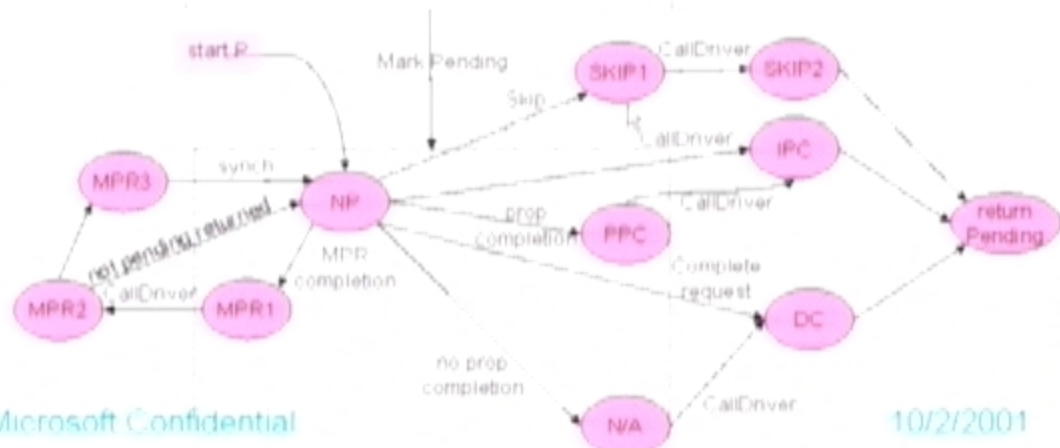 start P
Mark Pending
CallDriver
SKIP1
SKIP2
Skip
CallDriver
IPC
synch
MPR3
NP
not pending returned
prop
completion
PPC
CallDriver
return
Pending
MPR
completion
CallDriver
MPR2
MPR1
Complete
request
DC
no prop
completion
N/A
CallDriver
Microsoft Confidential
10/2/2001